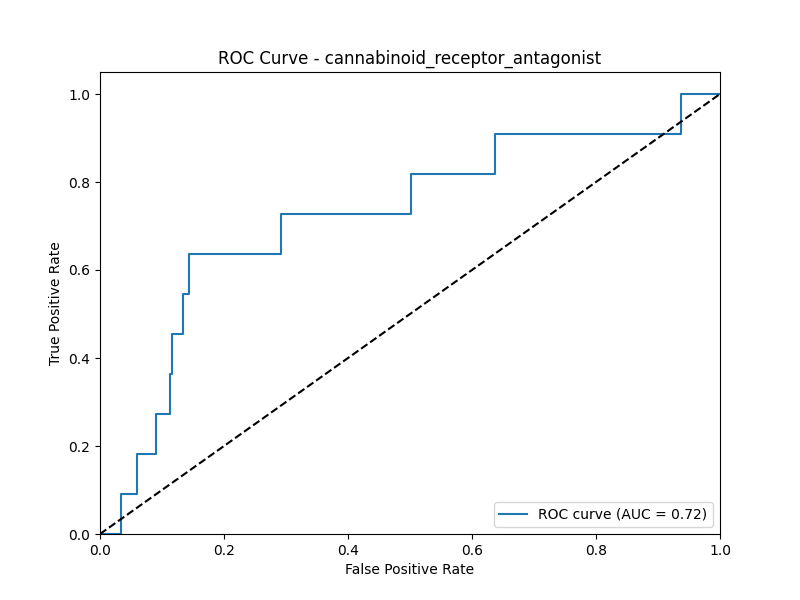 ROC Curve - cannabinoid_receptor_antagonist
True Positive Rate
1.0
0.8
0.6
0.4
0.2
0.0
0.0 0.2 0.4 0.6 0.8 1.0
False Positive Rate
ROC curve (AUC = 0.72)